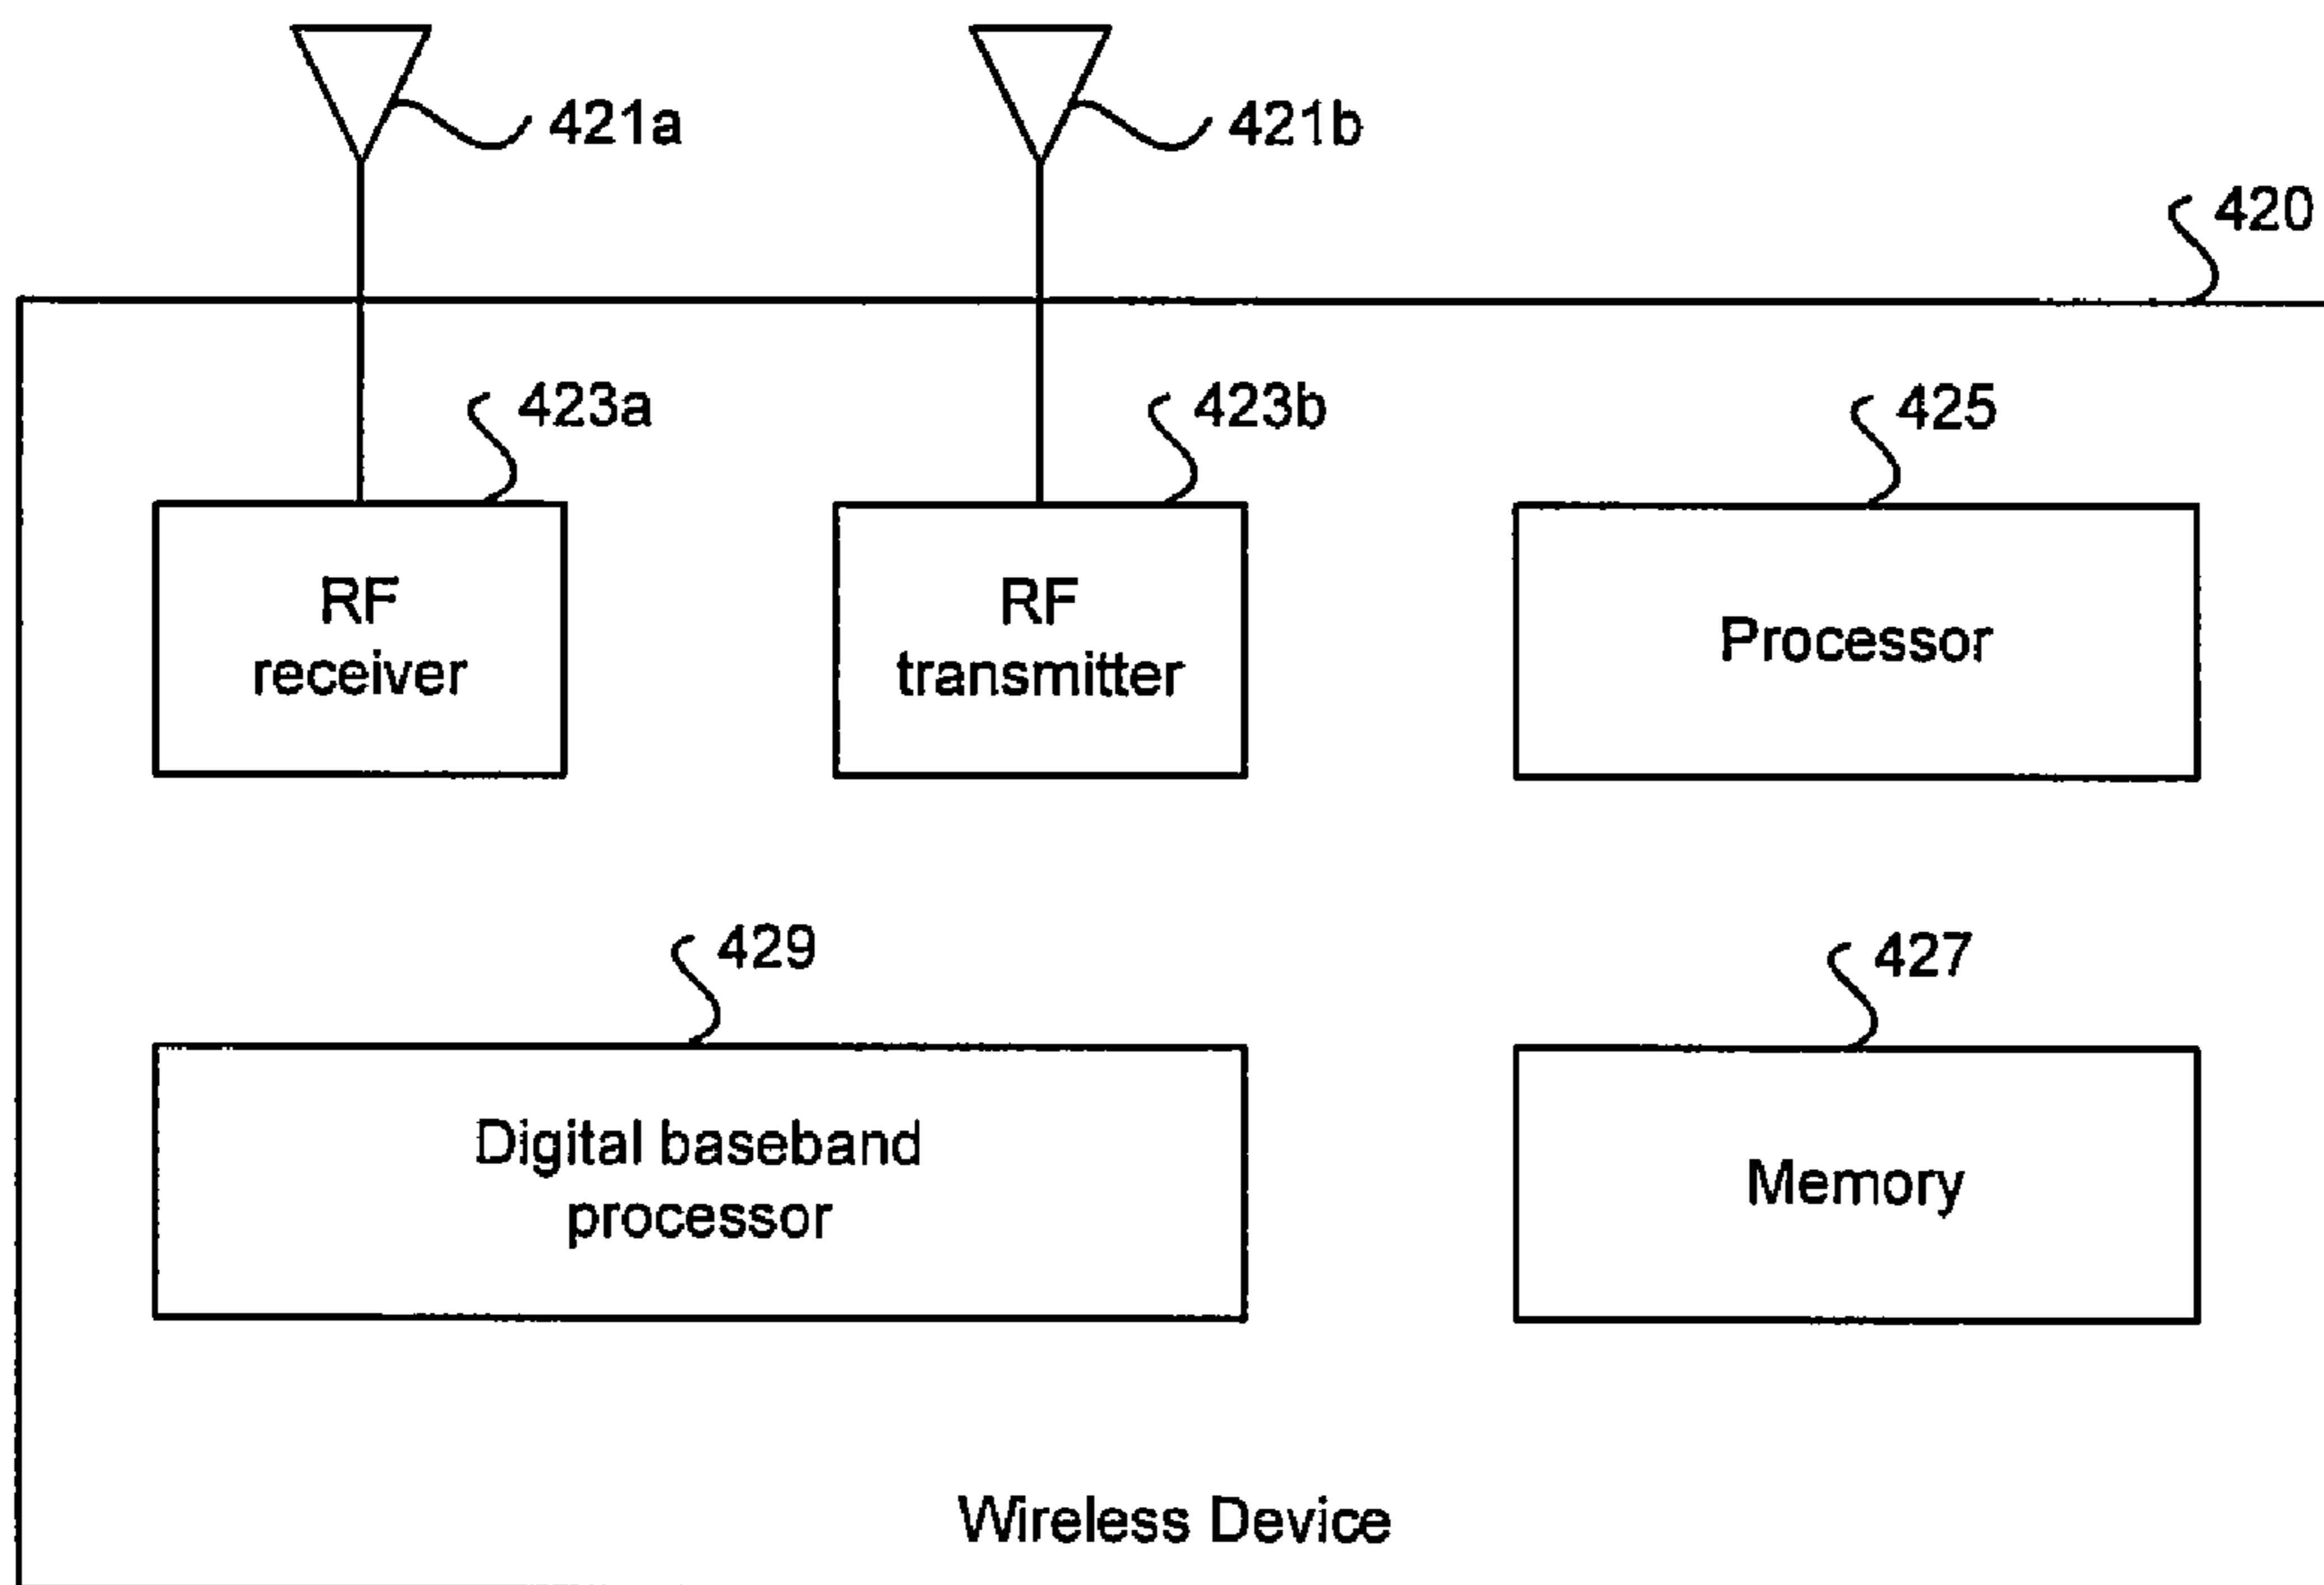 421a
421b
420
423a
423b
425
RF
receiver
RF
transmitter
Processor
429
427
Digital baseband
processor
Memory
Wireless Device